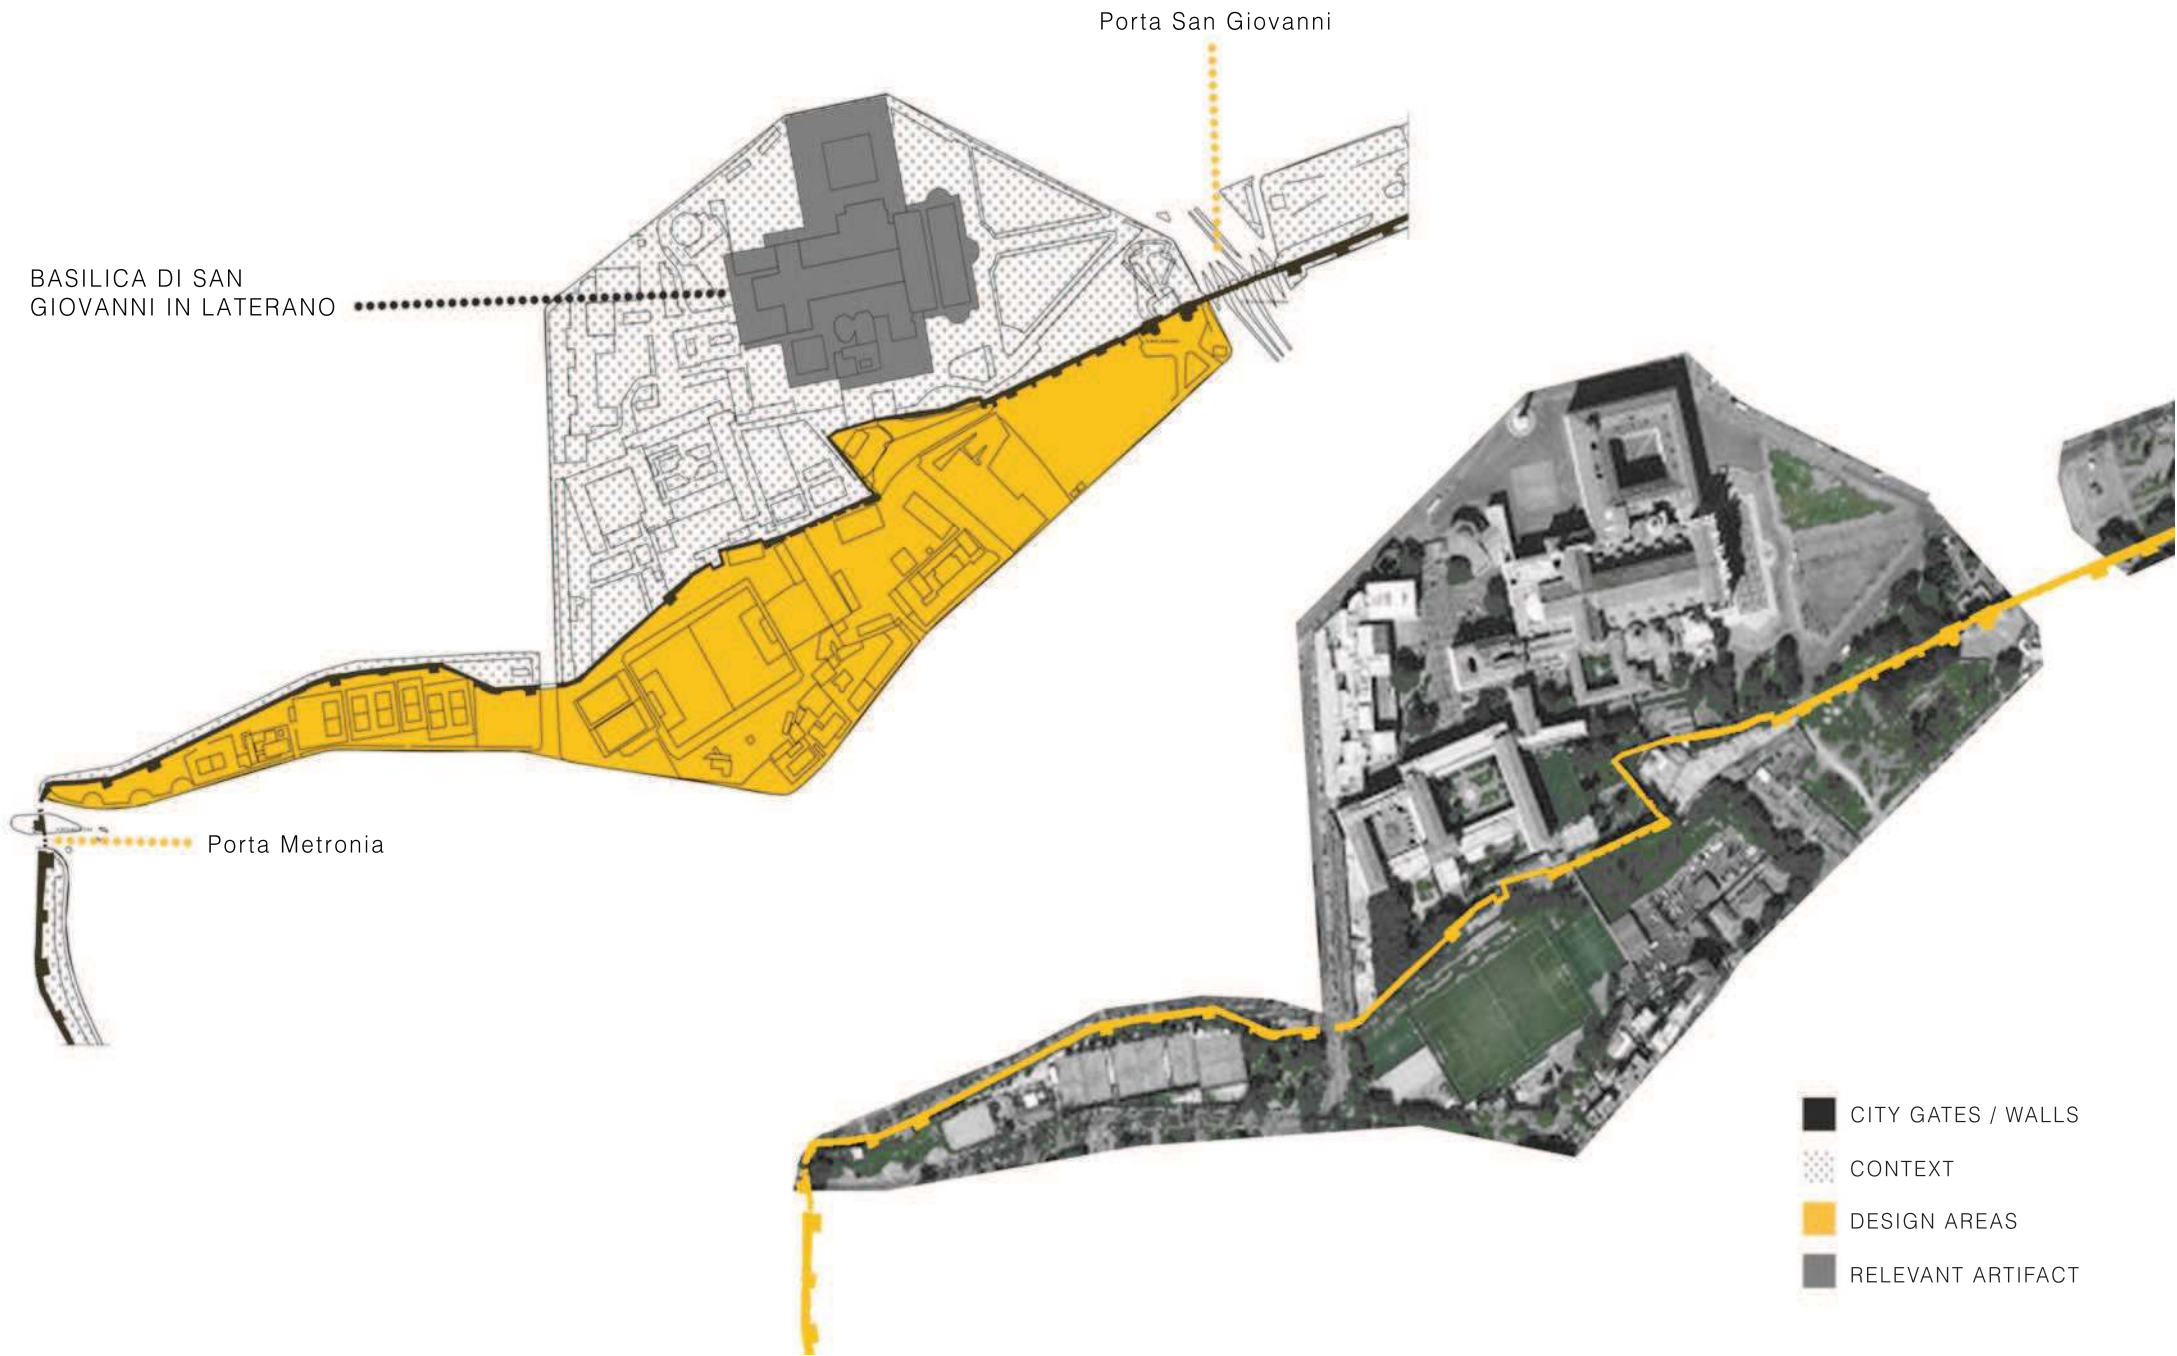 Porta San Giovanni
BASILICA DI SAN
GIOVANNI IN LATERANO
Porta Metronia
CITY GATES / WALLS
CONTEXT
DESIGN AREAS
RELEVANT ARTIFACT